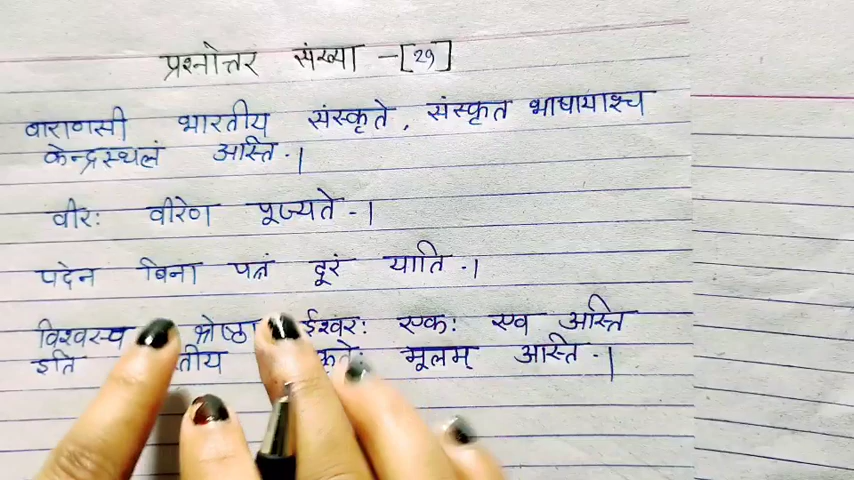 प्रश्नोत्तर संख्या -[29]
वाराणसी भारतीय संस्कृते, संस्कृत भाषायाश्च
केन्द्रस्थलं अस्ति ।
वीरः वीरेण पूज्यते ।
पदेन बिना पत्रं दूरं याति ।
विश्वस्य ईश्वरः एकः एव अस्ति
इति मूलम् अस्ति ।